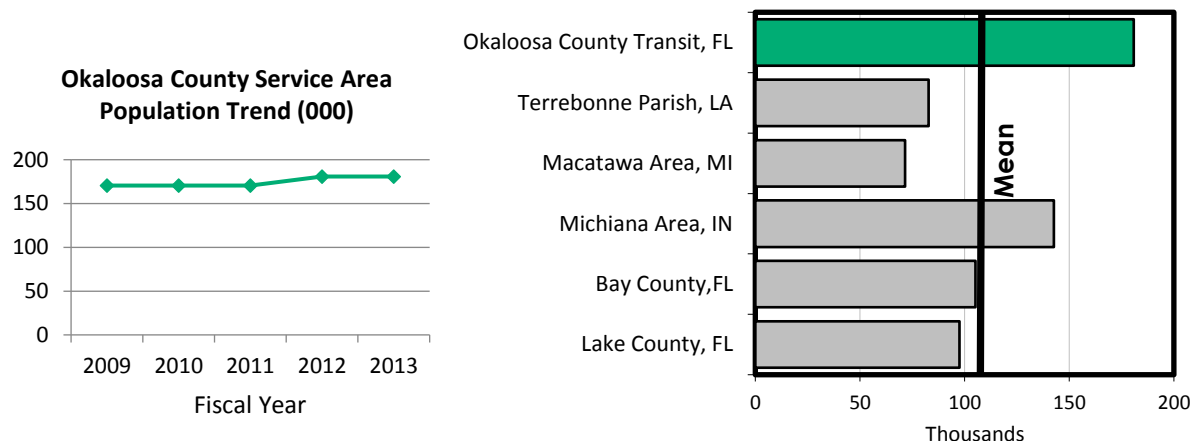 Okaloosa County Service Area
Population Trend (000)
200
150
100
50
0
2009 2010 2011 2012 2013
Fiscal Year
Okaloosa County Transit, FL
Terrebonne Parish, LA
Macatawa Area, MI
Michiana Area, IN
Bay County,FL
Lake County, FL
Mean
0 50 100 150 200
Thousands